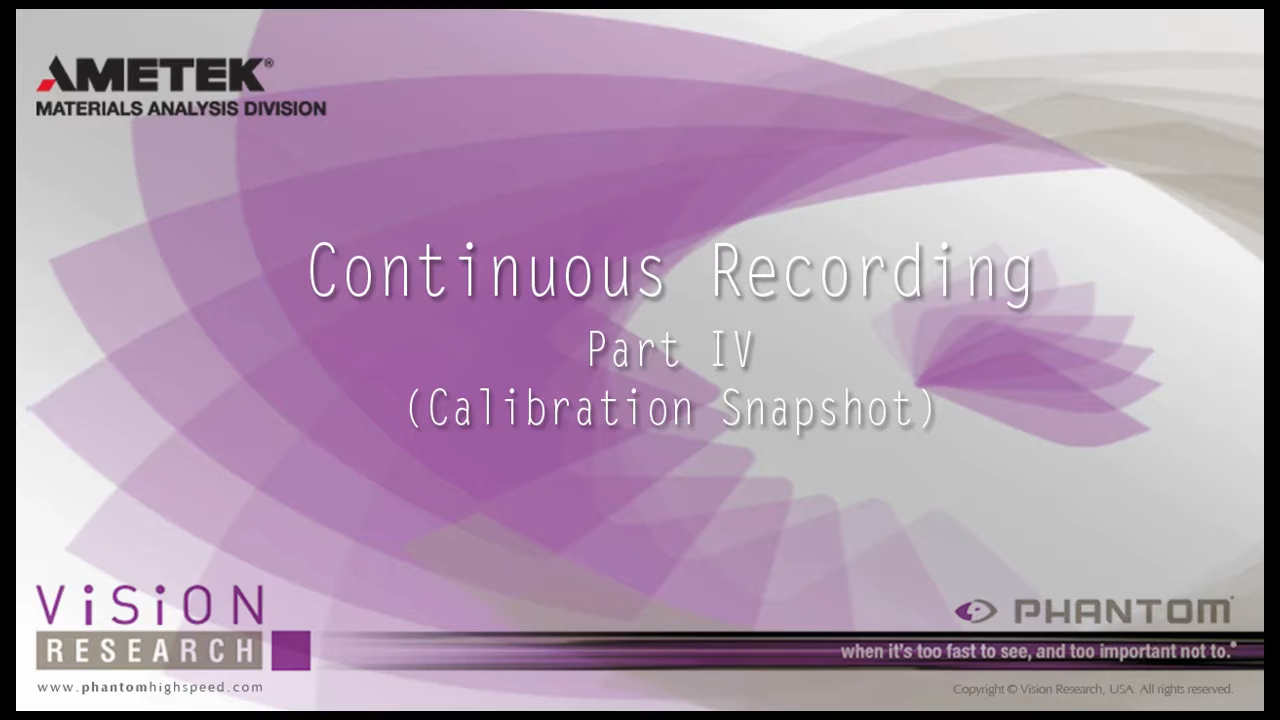 AMETEK®
MATERIALS ANALYSIS DIVISION
Continuous Recording
Part IV
(Calibration Snapshot)
ViSiON
RESEARCH
www.phantomhighspeed.com
PHANTOM
when it's too fast to see, and too important not to.®
Copyright © Vision Research, USA. All rights reserved.